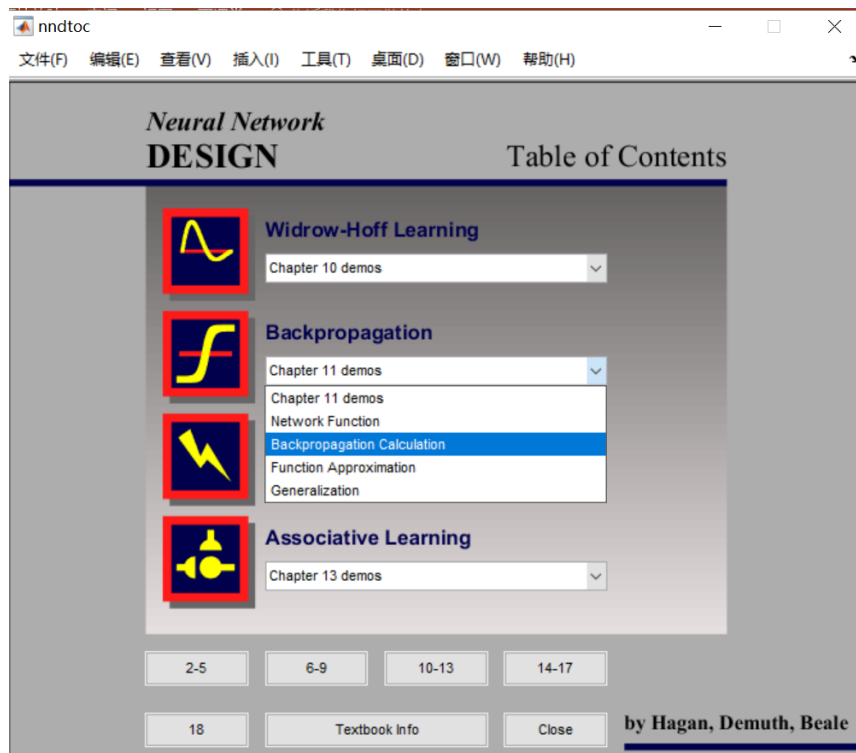 nndtoc
文件(F) 编辑(E) 查看(V) 插入(I) 工具(T) 桌面(D) 窗口(W) 帮助(H)
Neural Network
DESIGN Table of Contents
Widrow-Hoff Learning
Chapter 10 demos
Backpropagation
Chapter 11 demos
Chapter 11 demos
Network Function
Backpropagation Calculation
Function Approximation
Generalization
Associative Learning
Chapter 13 demos
2-5 6-9 10-13 14-17
18 Textbook Info Close by Hagan, Demuth, Beale